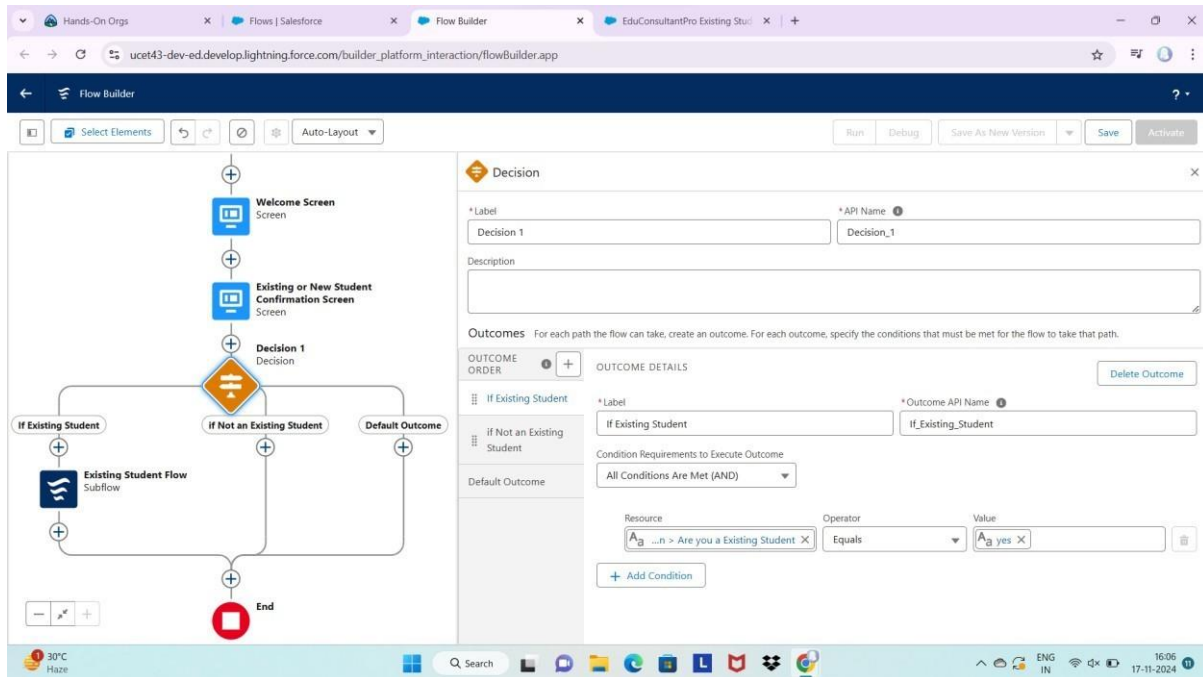 Hands-On Orgs
Flows | Salesforce
Flow Builder
EduConsultantPro Existing Stud
ucet43-dev-ed.develop.lightning.force.com/builder_platform_interaction/flowBuilder.app
Flow Builder
?
Select Elements
Auto-Layout
Run
Debug
Save As New Version
Save
Activate
Welcome Screen
Screen
Existing or New Student
Confirmation Screen
Screen
Decision 1
Decision
If Existing Student
if Not an Existing Student
Default Outcome
Existing Student Flow
Subflow
End
Decision
*Label
Decision 1
*API Name
Decision_1
Description
Outcomes For each path the flow can take, create an outcome. For each outcome, specify the conditions that must be met for the flow to take that path.
OUTCOME
ORDER
If Existing Student
if Not an Existing
Student
Default Outcome
OUTCOME DETAILS
Delete Outcome
*Label
If Existing Student
*Outcome API Name
If_Existing_Student
Condition Requirements to Execute Outcome
All Conditions Are Met (AND)
Resource
Aa ...n > Are you a Existing Student
Operator
Equals
Value
Aa yes
+ Add Condition
1
30°C
Haze
Search
L
ENG
IN
16:06
17-11-2024
11